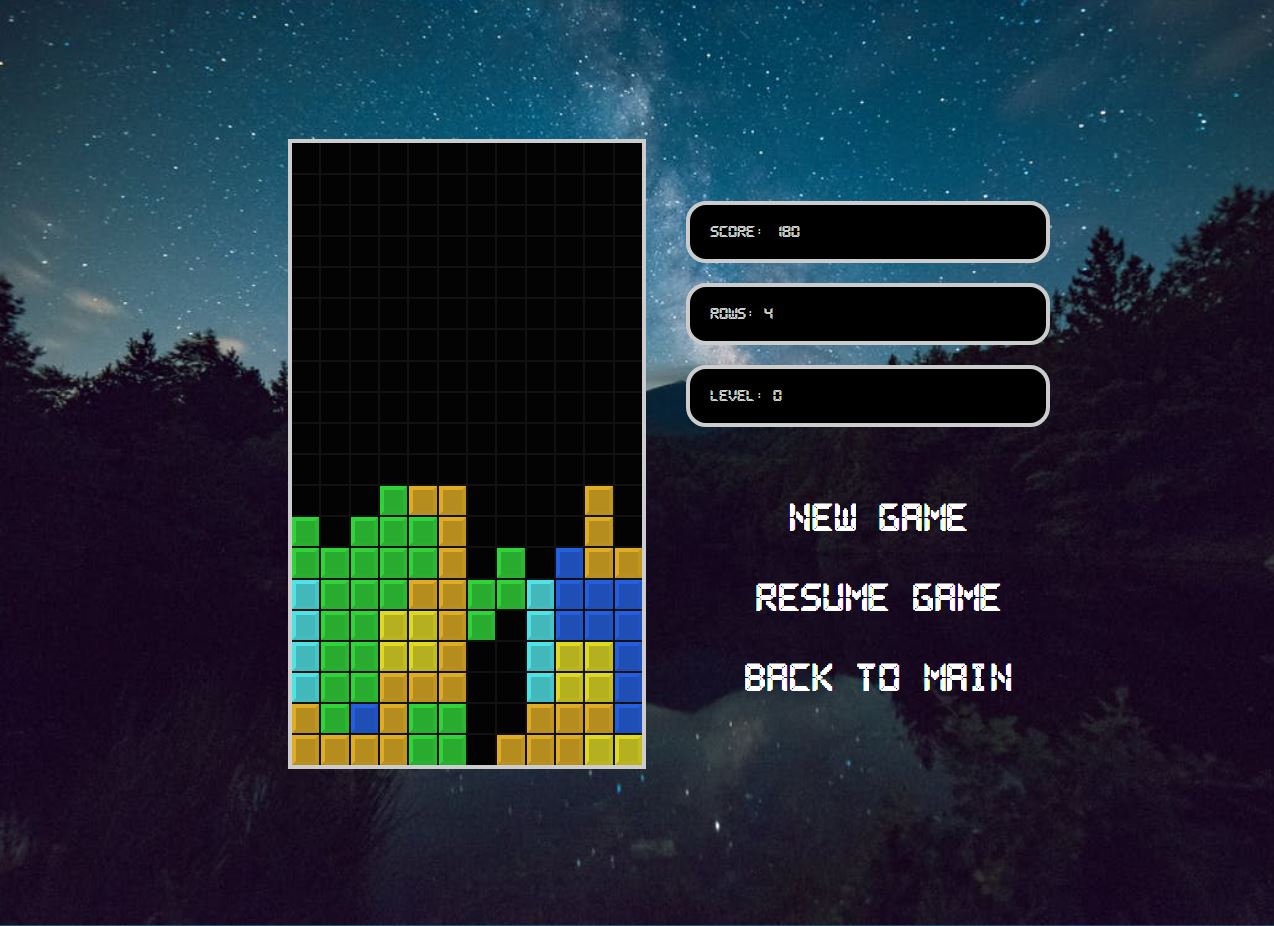 SCORE: 180
ROWS: 4
LEVEL: 0
NEW GAME
RESUME GAME
BACK TO MAIN